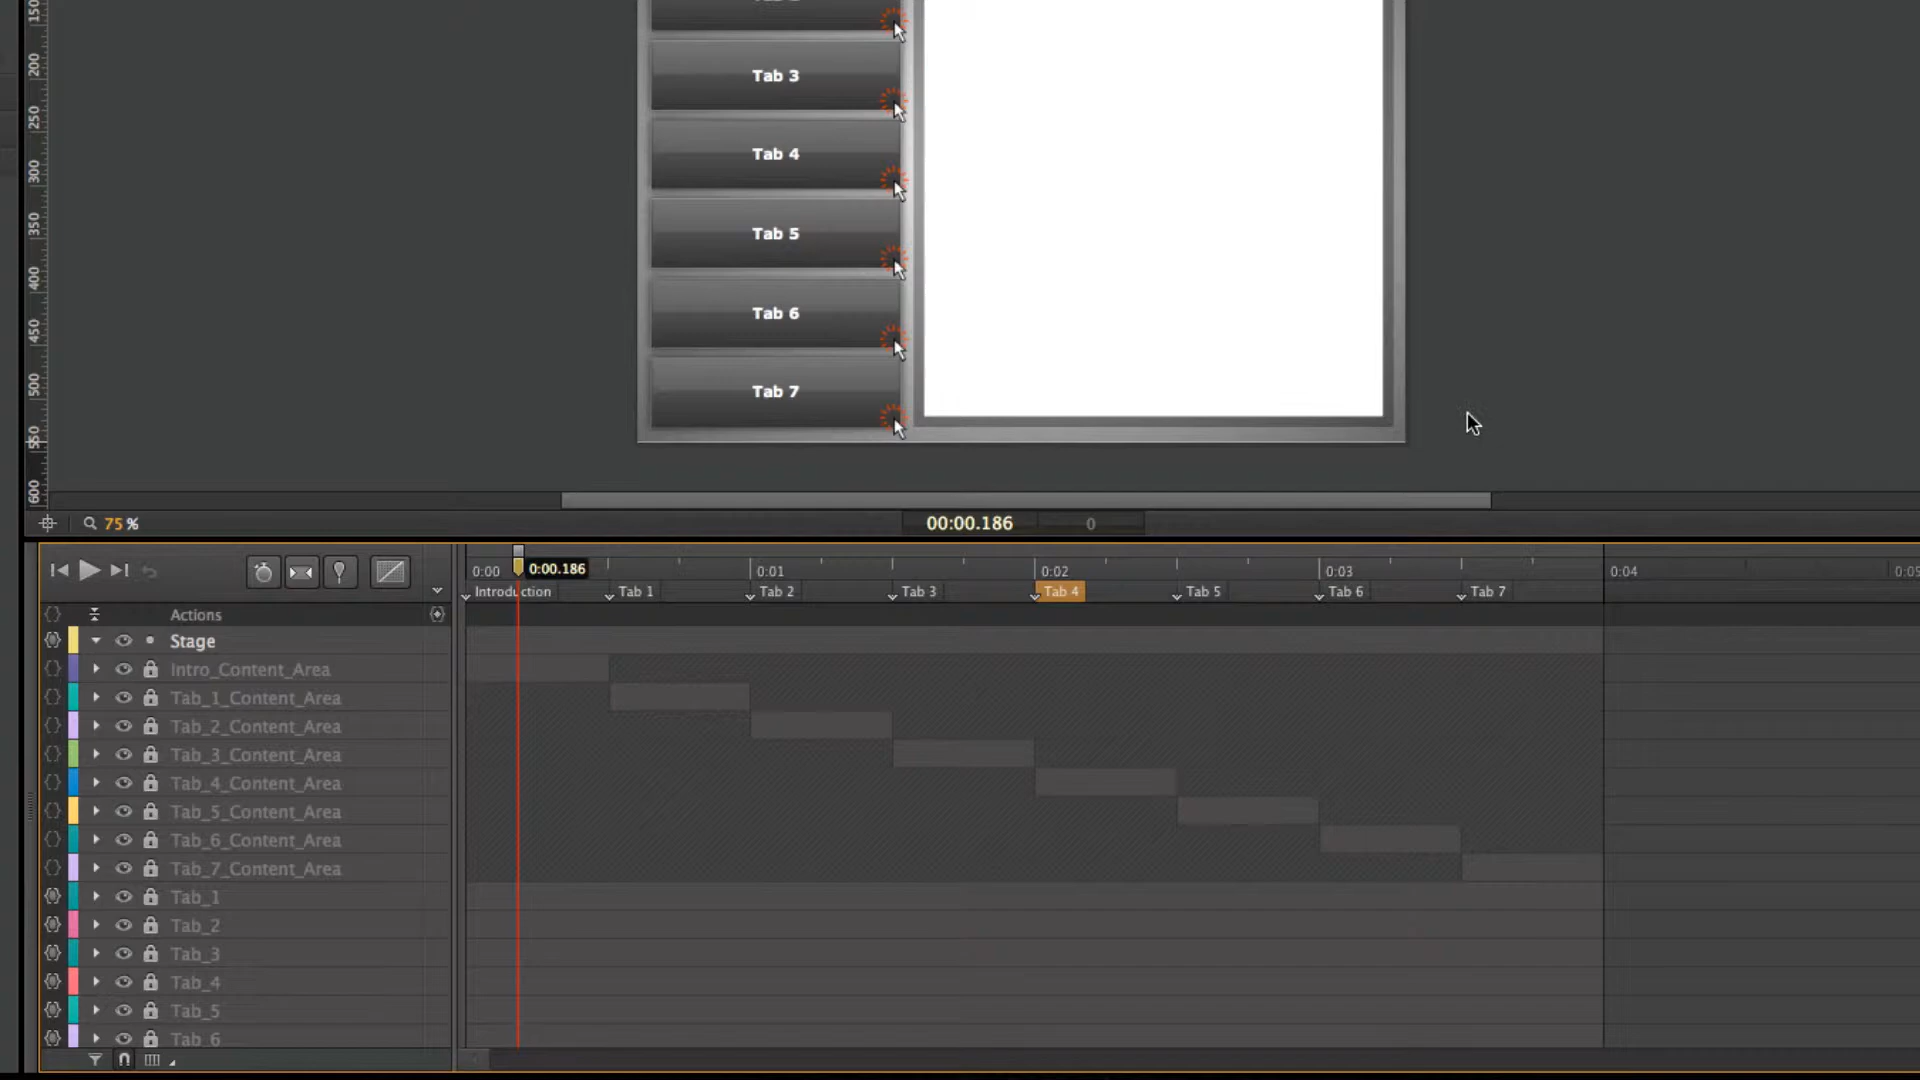 150
200
250
300
350
400
450
500
550
600
Tab 3
Tab 4
Tab 5
Tab 6
Tab 7
75 %
00:00.186
0
0:00
0:00.186
0:01
0:02
0:03
0:04
0:05
Introduction
Tab 1
Tab 2
Tab 3
Tab 4
Tab 5
Tab 6
Tab 7
Actions
Stage
Intro_Content_Area
Tab_1_Content_Area
Tab_2_Content_Area
Tab_3_Content_Area
Tab_4_Content_Area
Tab_5_Content_Area
Tab_6_Content_Area
Tab_7_Content_Area
Tab_1
Tab_2
Tab_3
Tab_4
Tab_5
Tab_6